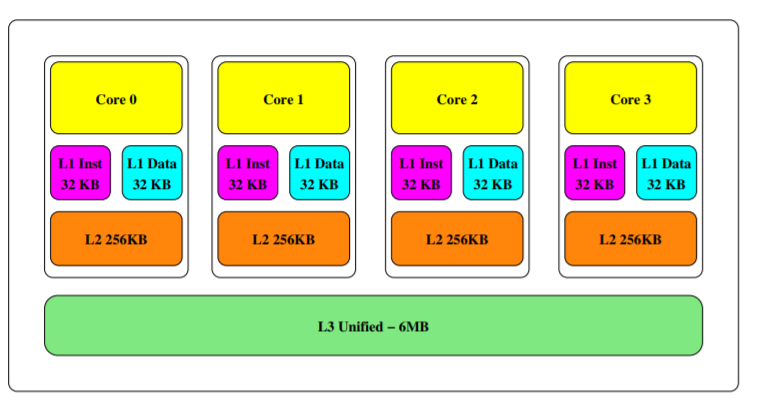 Core 0
Core 1
Core 2
Core 3
L1 Inst
32 KB
L1 Data
32 KB
L1 Inst
32 KB
L1 Data
32 KB
L1 Inst
32 KB
L1 Data
32 KB
L1 Inst
32 KB
L1 Data
32 KB
L2 256KB
L2 256KB
L2 256KB
L2 256KB
L3 Unified − 6MB